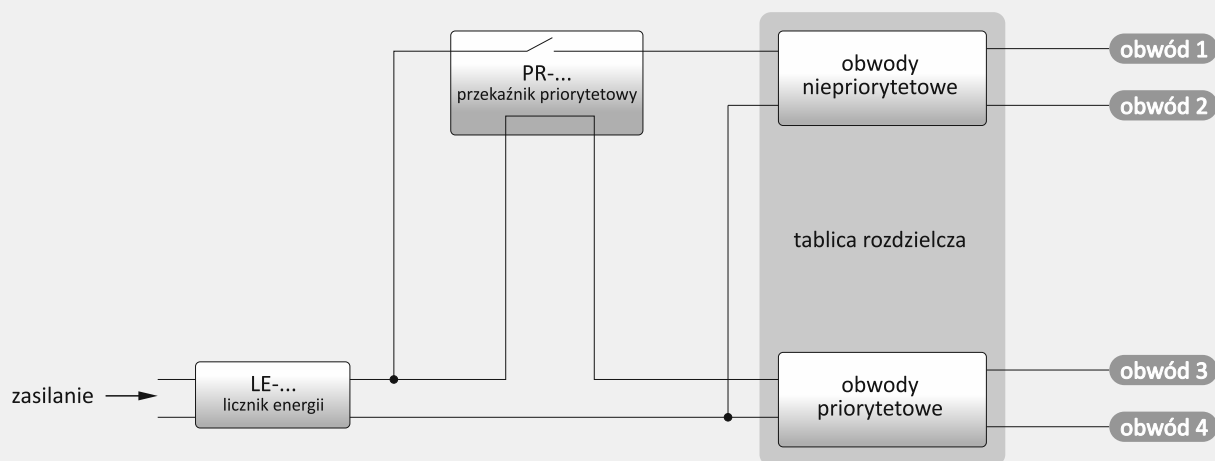 PR-...
przekaźnik priorytetowy
obwody
niepriorytetowe
obwód 1
obwód 2
tablica rozdzielcza
zasilanie
LE-...
licznik energii
obwody
priorytetowe
obwód 3
obwód 4